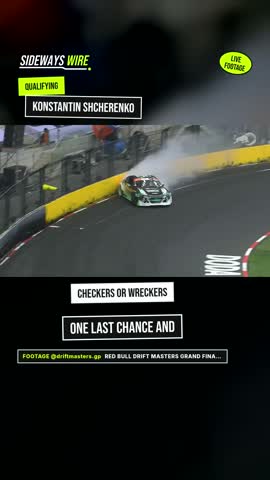 SIDEWAYS WIRE.
LIVE
FOOTAGE
QUALIFYING
KONSTANTIN SHCHERENKO
CHECKERS OR WRECKERS
ONE LAST CHANCE AND
FOOTAGE @driftmasters.gp RED BULL DRIFT MASTERS GRAND FINA...